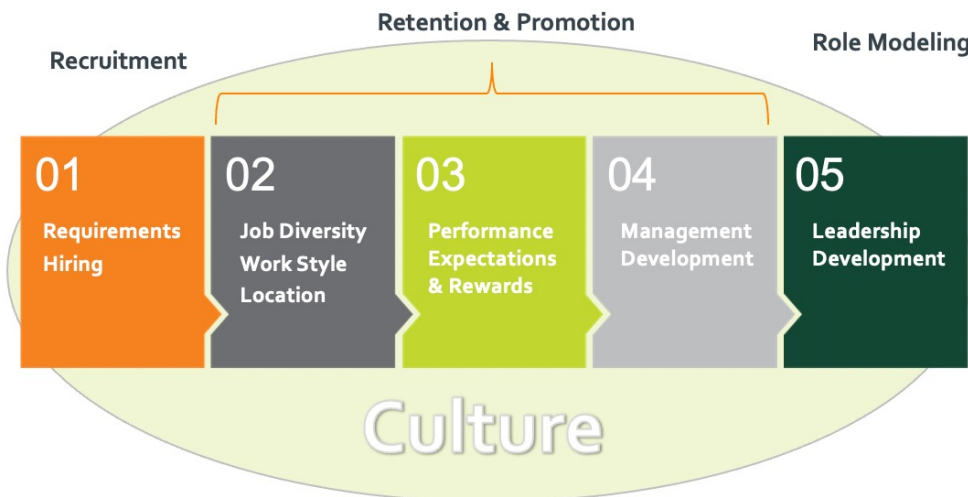 Retention & Promotion
Recruitment
Role Modeling
01
Requirements
Hiring
02
Job Diversity
Work Style
Location
03
Performance
Expectations
& Rewards
04
Management
Development
05
Leadership
Development
Culture